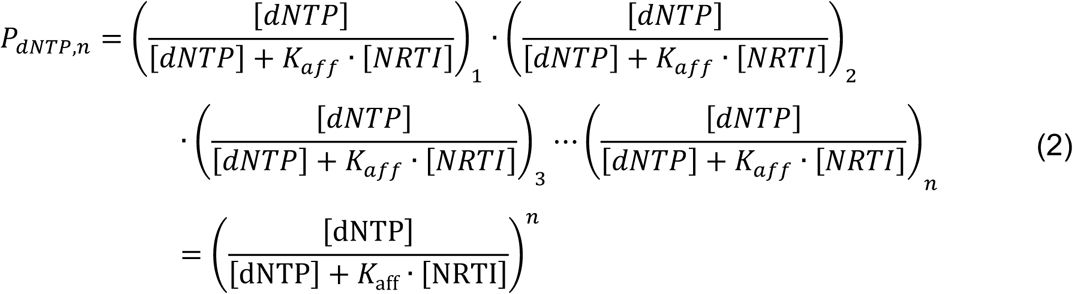 P_{dNTP,n} = ([dNTP] / ([dNTP] + K_{aff} · [NRTI]))_1 · ([dNTP] / ([dNTP] + K_{aff} · [NRTI]))_2
· ([dNTP] / ([dNTP] + K_{aff} · [NRTI]))_3 ⋯ ([dNTP] / ([dNTP] + K_{aff} · [NRTI]))_n (2)
= ([dNTP] / ([dNTP] + K_{aff} · [NRTI]))^n